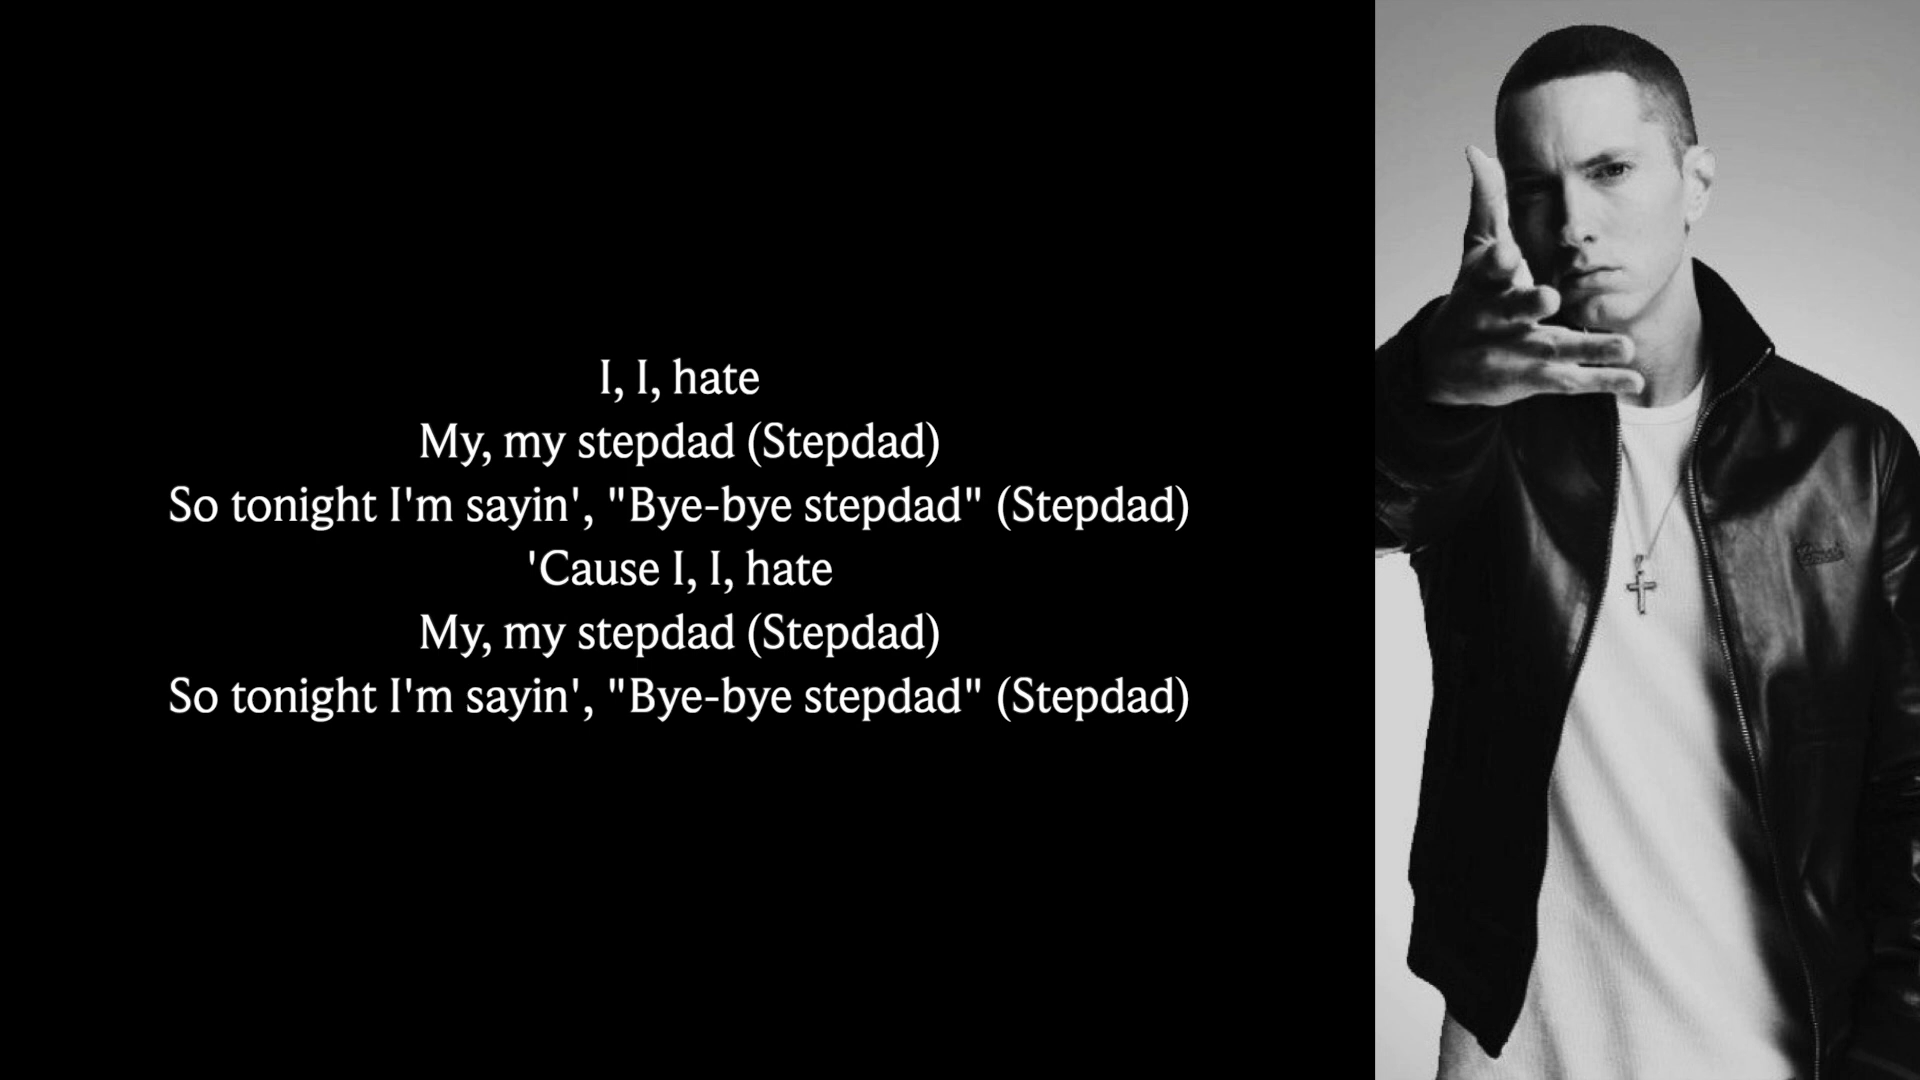 I, I, hate
My, my stepdad (Stepdad)
So tonight I'm sayin', "Bye-bye stepdad" (Stepdad)
'Cause I, I, hate
My, my stepdad (Stepdad)
So tonight I'm sayin', "Bye-bye stepdad" (Stepdad)